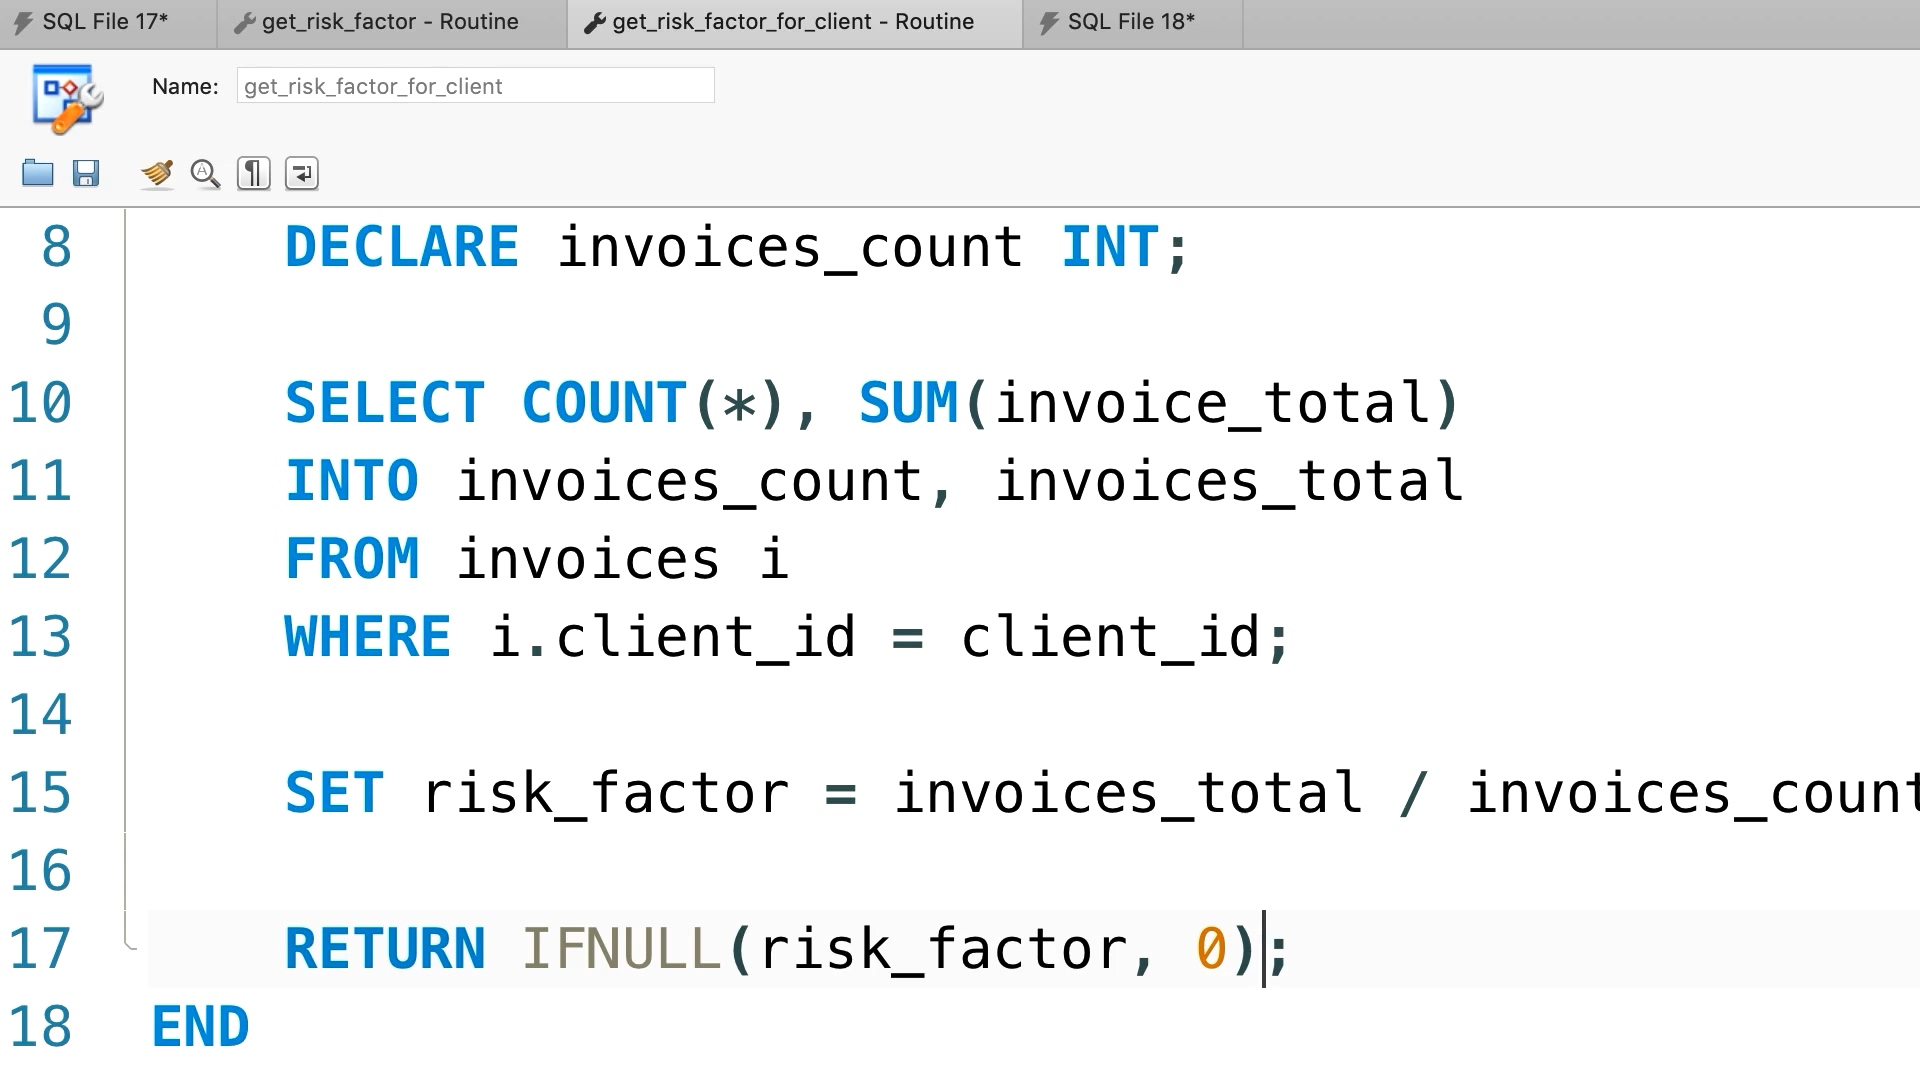 SQL File 17*
get_risk_factor - Routine
get_risk_factor_for_client - Routine
SQL File 18*
Name: get_risk_factor_for_client
8 DECLARE invoices_count INT;
9
10 SELECT COUNT(*), SUM(invoice_total)
11 INTO invoices_count, invoices_total
12 FROM invoices i
13 WHERE i.client_id = client_id;
14
15 SET risk_factor = invoices_total / invoices_count
16
17 RETURN IFNULL(risk_factor, 0);
18 END